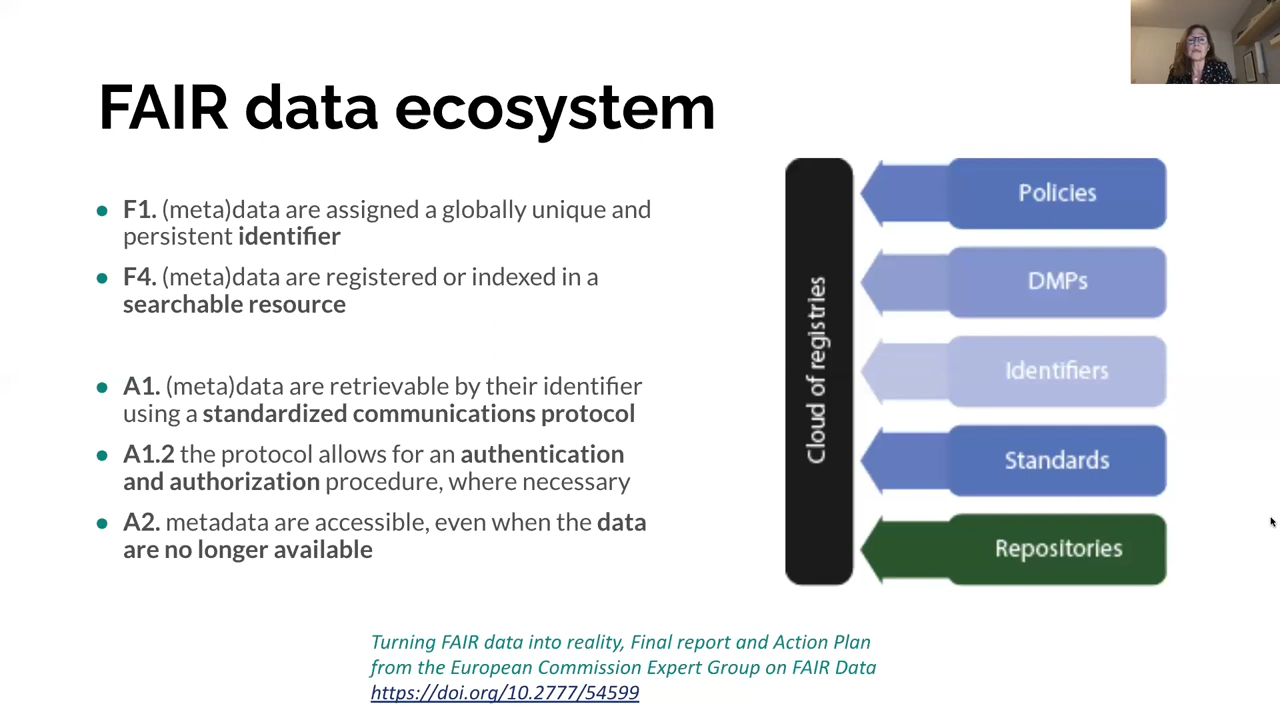 FAIR data ecosystem
● F1. (meta)data are assigned a globally unique and
persistent identifier
● F4. (meta)data are registered or indexed in a
searchable resource
● A1. (meta)data are retrievable by their identifier
using a standardized communications protocol
● A1.2 the protocol allows for an authentication
and authorization procedure, where necessary
● A2. metadata are accessible, even when the data
are no longer available
Cloud of registries
Policies
DMPs
Identifiers
Standards
Repositories
Turning FAIR data into reality, Final report and Action Plan
from the European Commission Expert Group on FAIR Data
https://doi.org/10.2777/54599